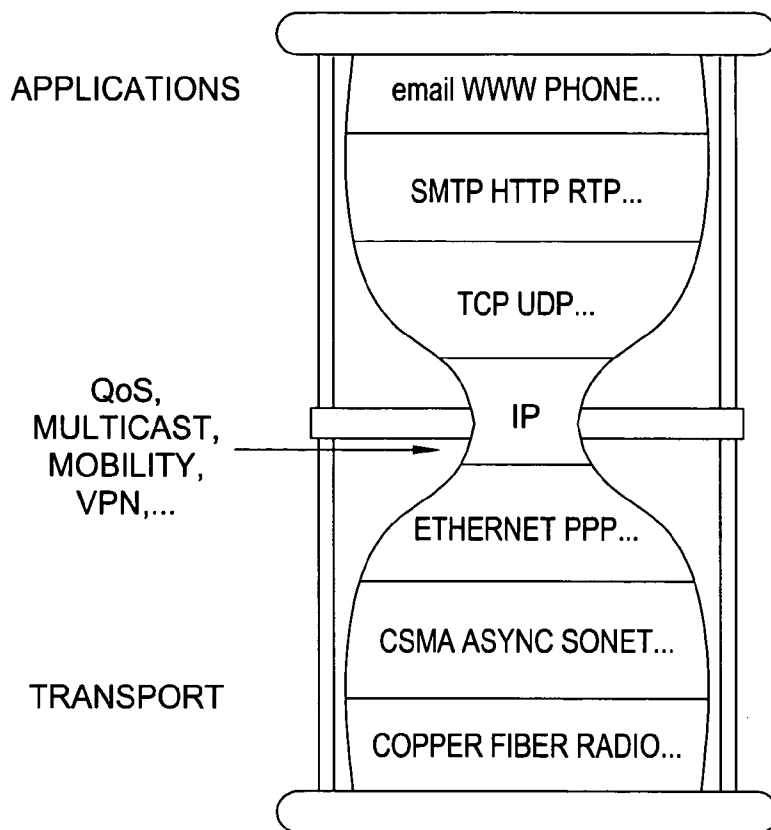 APPLICATIONS
email WWW PHONE...
SMTP HTTP RTP...
TCP UDP...
IP
QoS,
MULTICAST,
MOBILITY,
VPN,...
ETHERNET PPP...
CSMA ASYNC SONET...
TRANSPORT
COPPER FIBER RADIO...